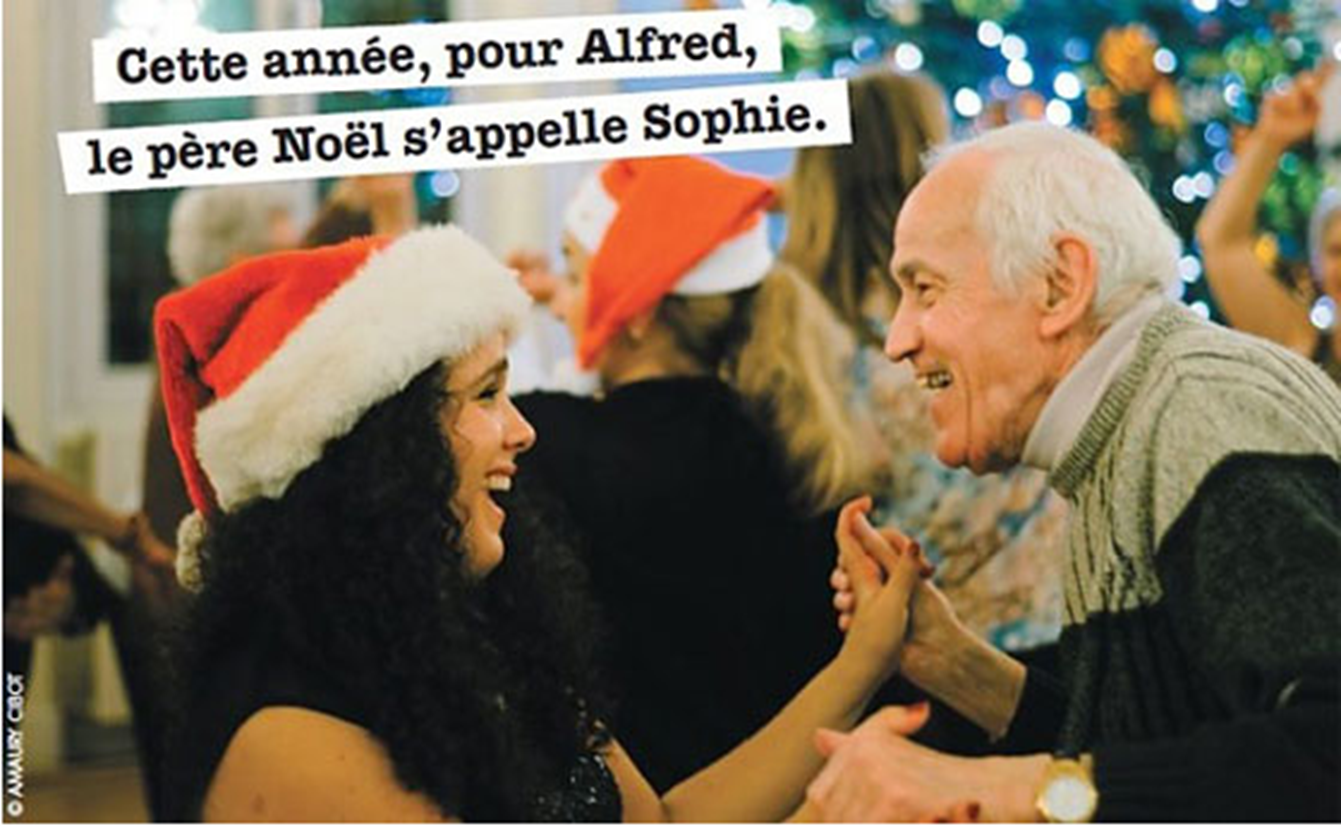 Cette année, pour Alfred,
le père Noël s’appelle Sophie.
© AMAURY CIBOT